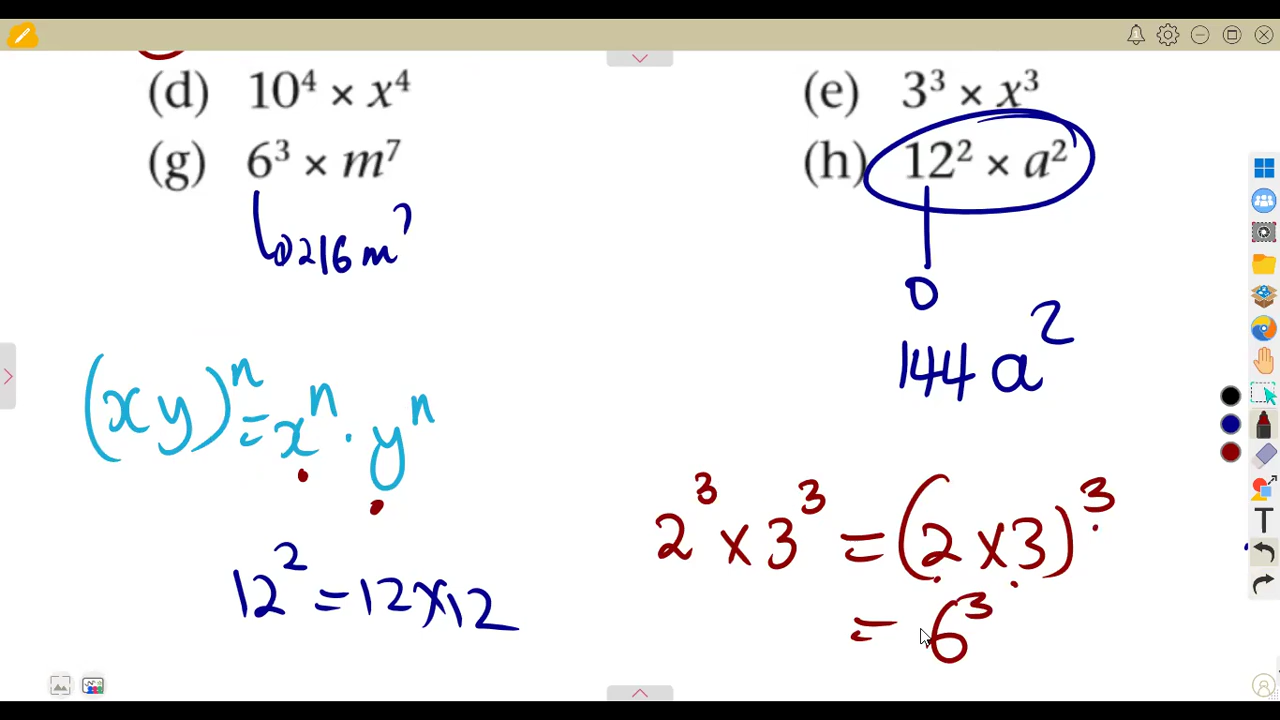 (d) 10⁴ × x⁴
(e) 3³ × x³
(g) 6³ × m⁷
(h) 12² × a²
216 m⁷
144 a²
(xy)ⁿ = xⁿ · yⁿ
2³ × 3³ = (2 × 3)³
12² = 12 × 12
= 6³